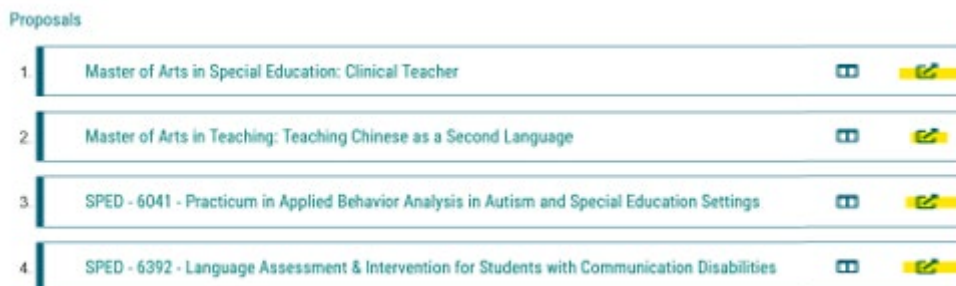 Proposals
1. Master of Arts in Special Education: Clinical Teacher
2. Master of Arts in Teaching: Teaching Chinese as a Second Language
3. SPED - 6041 - Practicum in Applied Behavior Analysis in Autism and Special Education Settings
4. SPED - 6392 - Language Assessment & Intervention for Students with Communication Disabilities